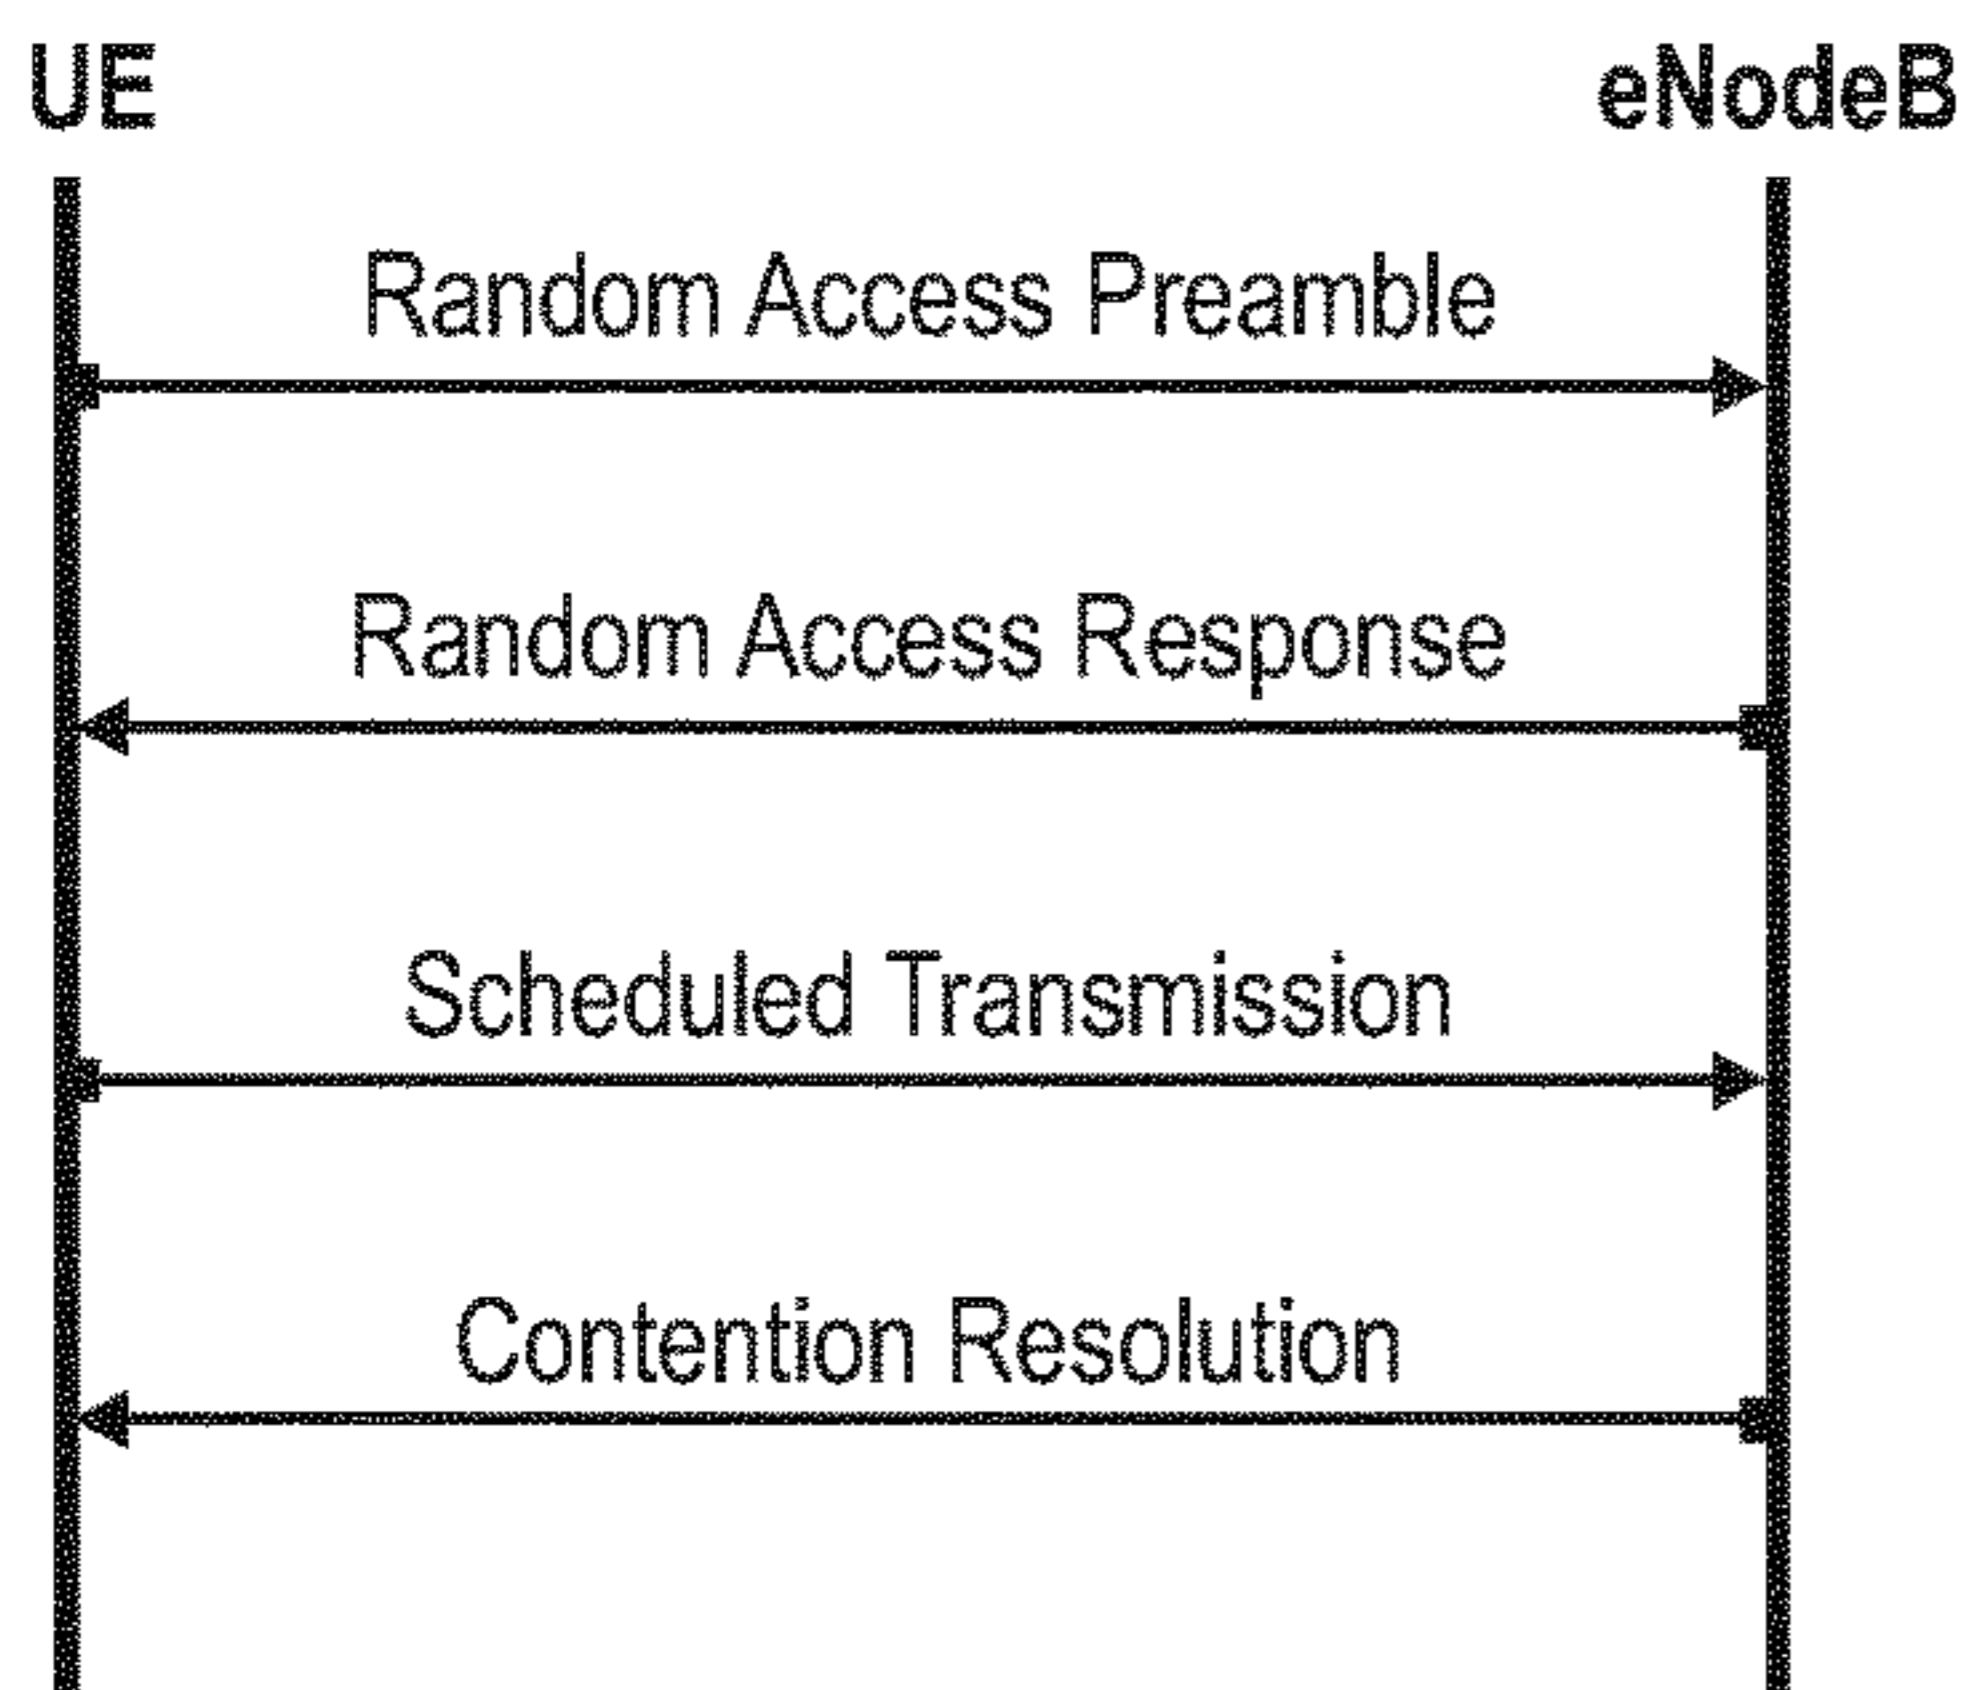 UE eNodeB
Random Access Preamble
Random Access Response
Scheduled Transmission
Contention Resolution